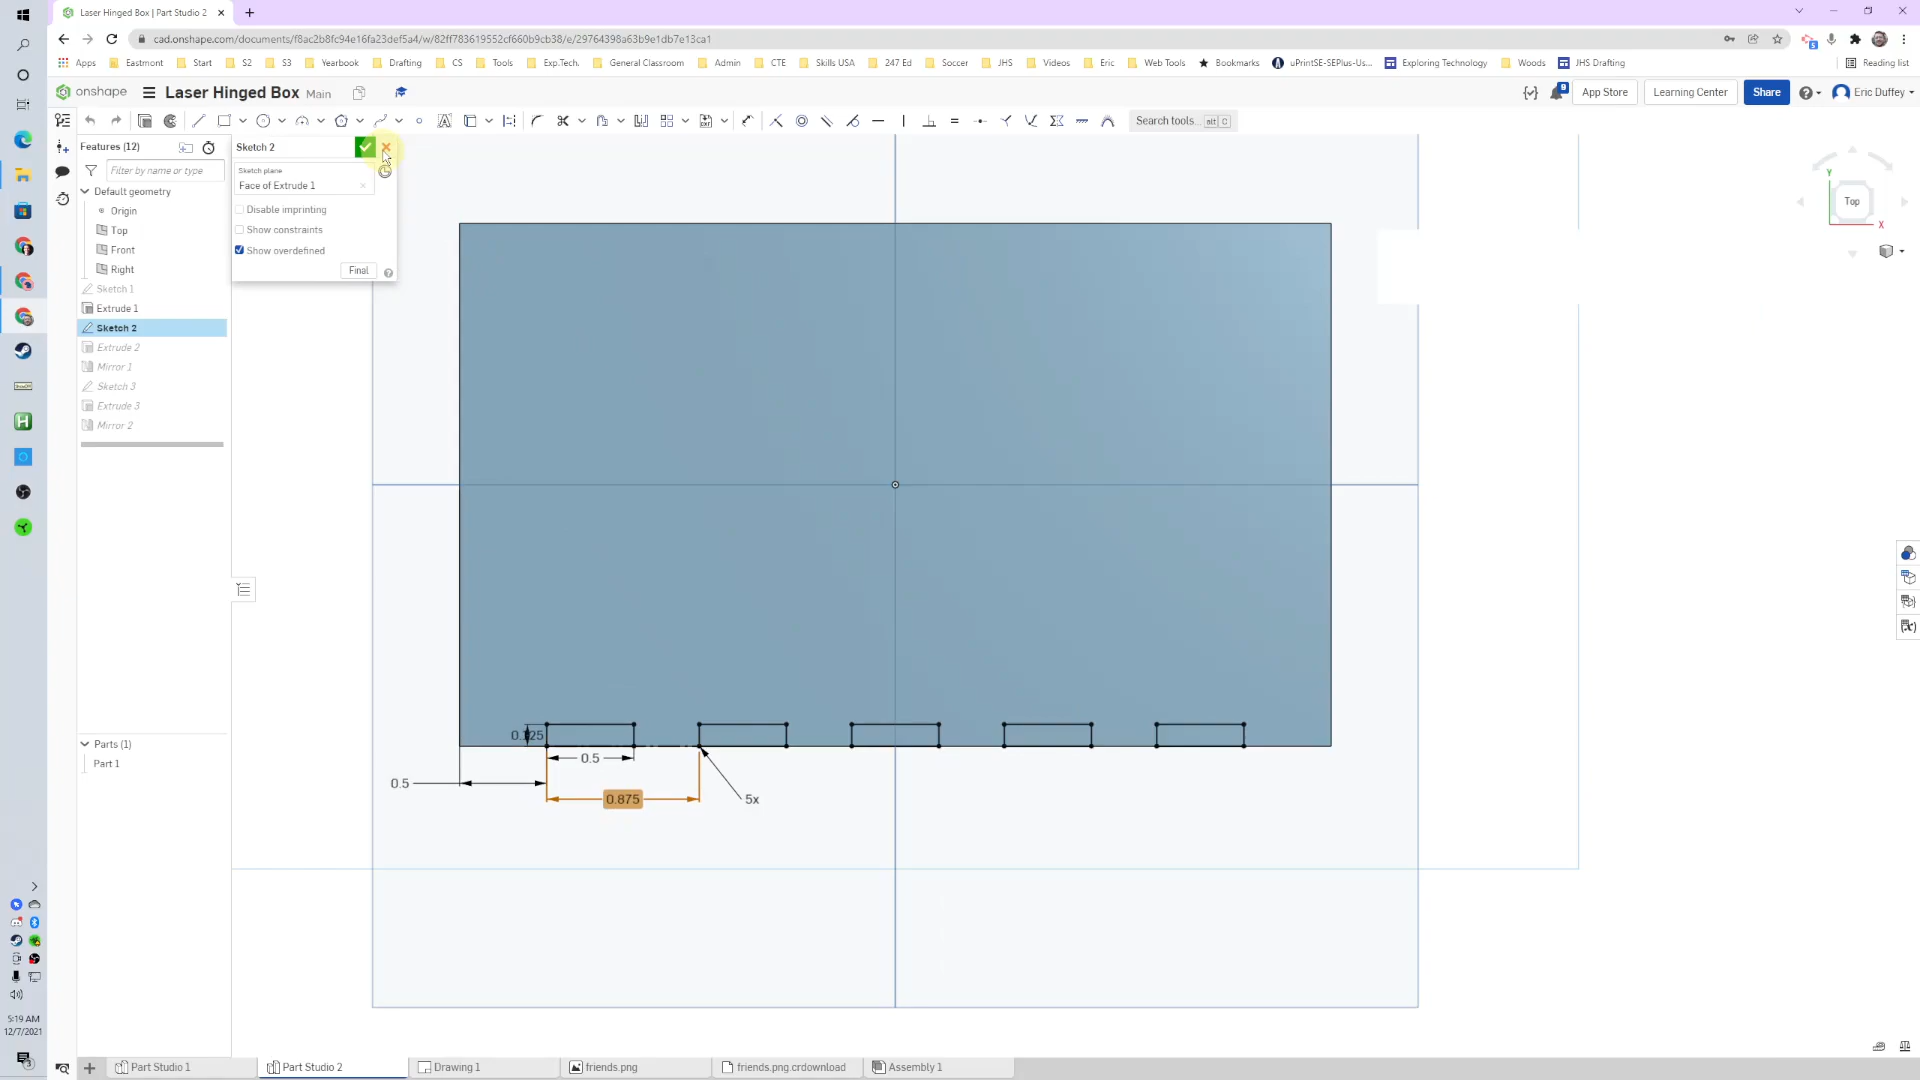 Laser Hinged Box | Part Studio 2
cad.onshape.com/documents/f8ac2b8fc94e16fa23def5a4/w/82ff783619552cf660b9cb38/e/29764398a63b9e1db7e13ca1
Apps Eastmont Start S2 S3 Yearbook Drafting CS Tools Exp.Tech. General Classroom Admin CTE Skills USA 247 Ed Soccer JHS Videos Eric Web Tools Bookmarks uPrintSE-SEPlus-Us... Exploring Technology Woods JHS Drafting Reading list
onshape Laser Hinged Box Main 9 App Store Learning Center Share Eric Duffey
Search tools... alt C
Features (12)
Filter by name or type
Default geometry
Origin
Top
Front
Right
Sketch 1
Extrude 1
Sketch 2
Extrude 2
Mirror 1
Sketch 3
Extrude 3
Mirror 2
Parts (1)
Part 1
Sketch 2
Sketch plane
Face of Extrude 1
Disable imprinting
Show constraints
Show overdefined
Final
Y
Top
X
0.125
0.5
0.5
0.875
5x
5:19 AM
12/7/2021
Part Studio 1 Part Studio 2 Drawing 1 friends.png friends.png.crdownload Assembly 1